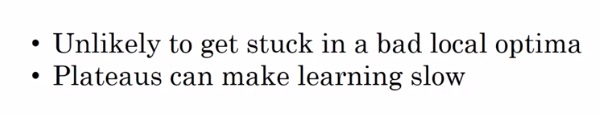 • Unlikely to get stuck in a bad local optima
• Plateaus can make learning slow